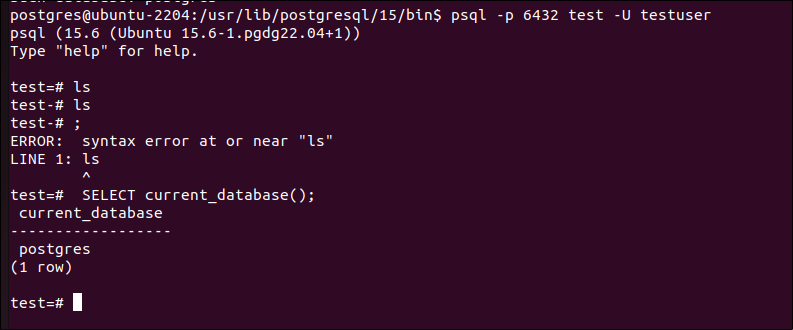 postgres@ubuntu-2204:/usr/lib/postgresql/15/bin$ psql -p 6432 test -U testuser
psql (15.6 (Ubuntu 15.6-1.pgdg22.04+1))
Type "help" for help.
test=# ls
test-# ls
test-# ;
ERROR:  syntax error at or near "ls"
LINE 1: ls
        ^
test=#  SELECT current_database();
 current_database
------------------
 postgres
(1 row)
test=#